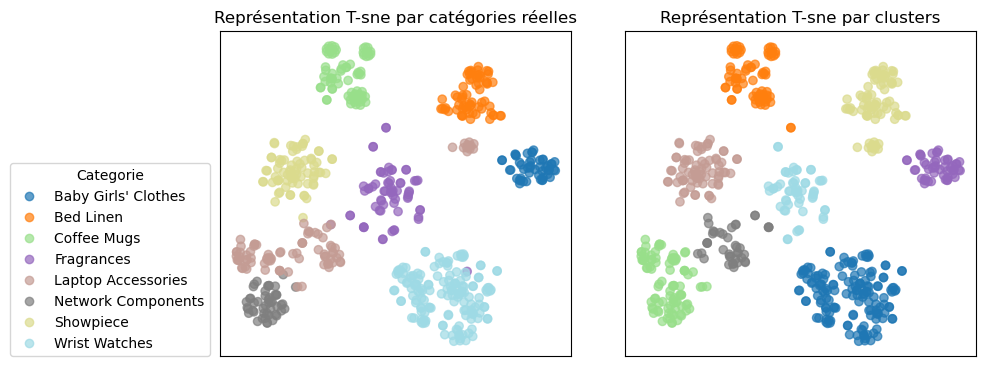 Représentation T-sne par catégories réelles
Représentation T-sne par clusters
Categorie
Baby Girls' Clothes
Bed Linen
Coffee Mugs
Fragrances
Laptop Accessories
Network Components
Showpiece
Wrist Watches